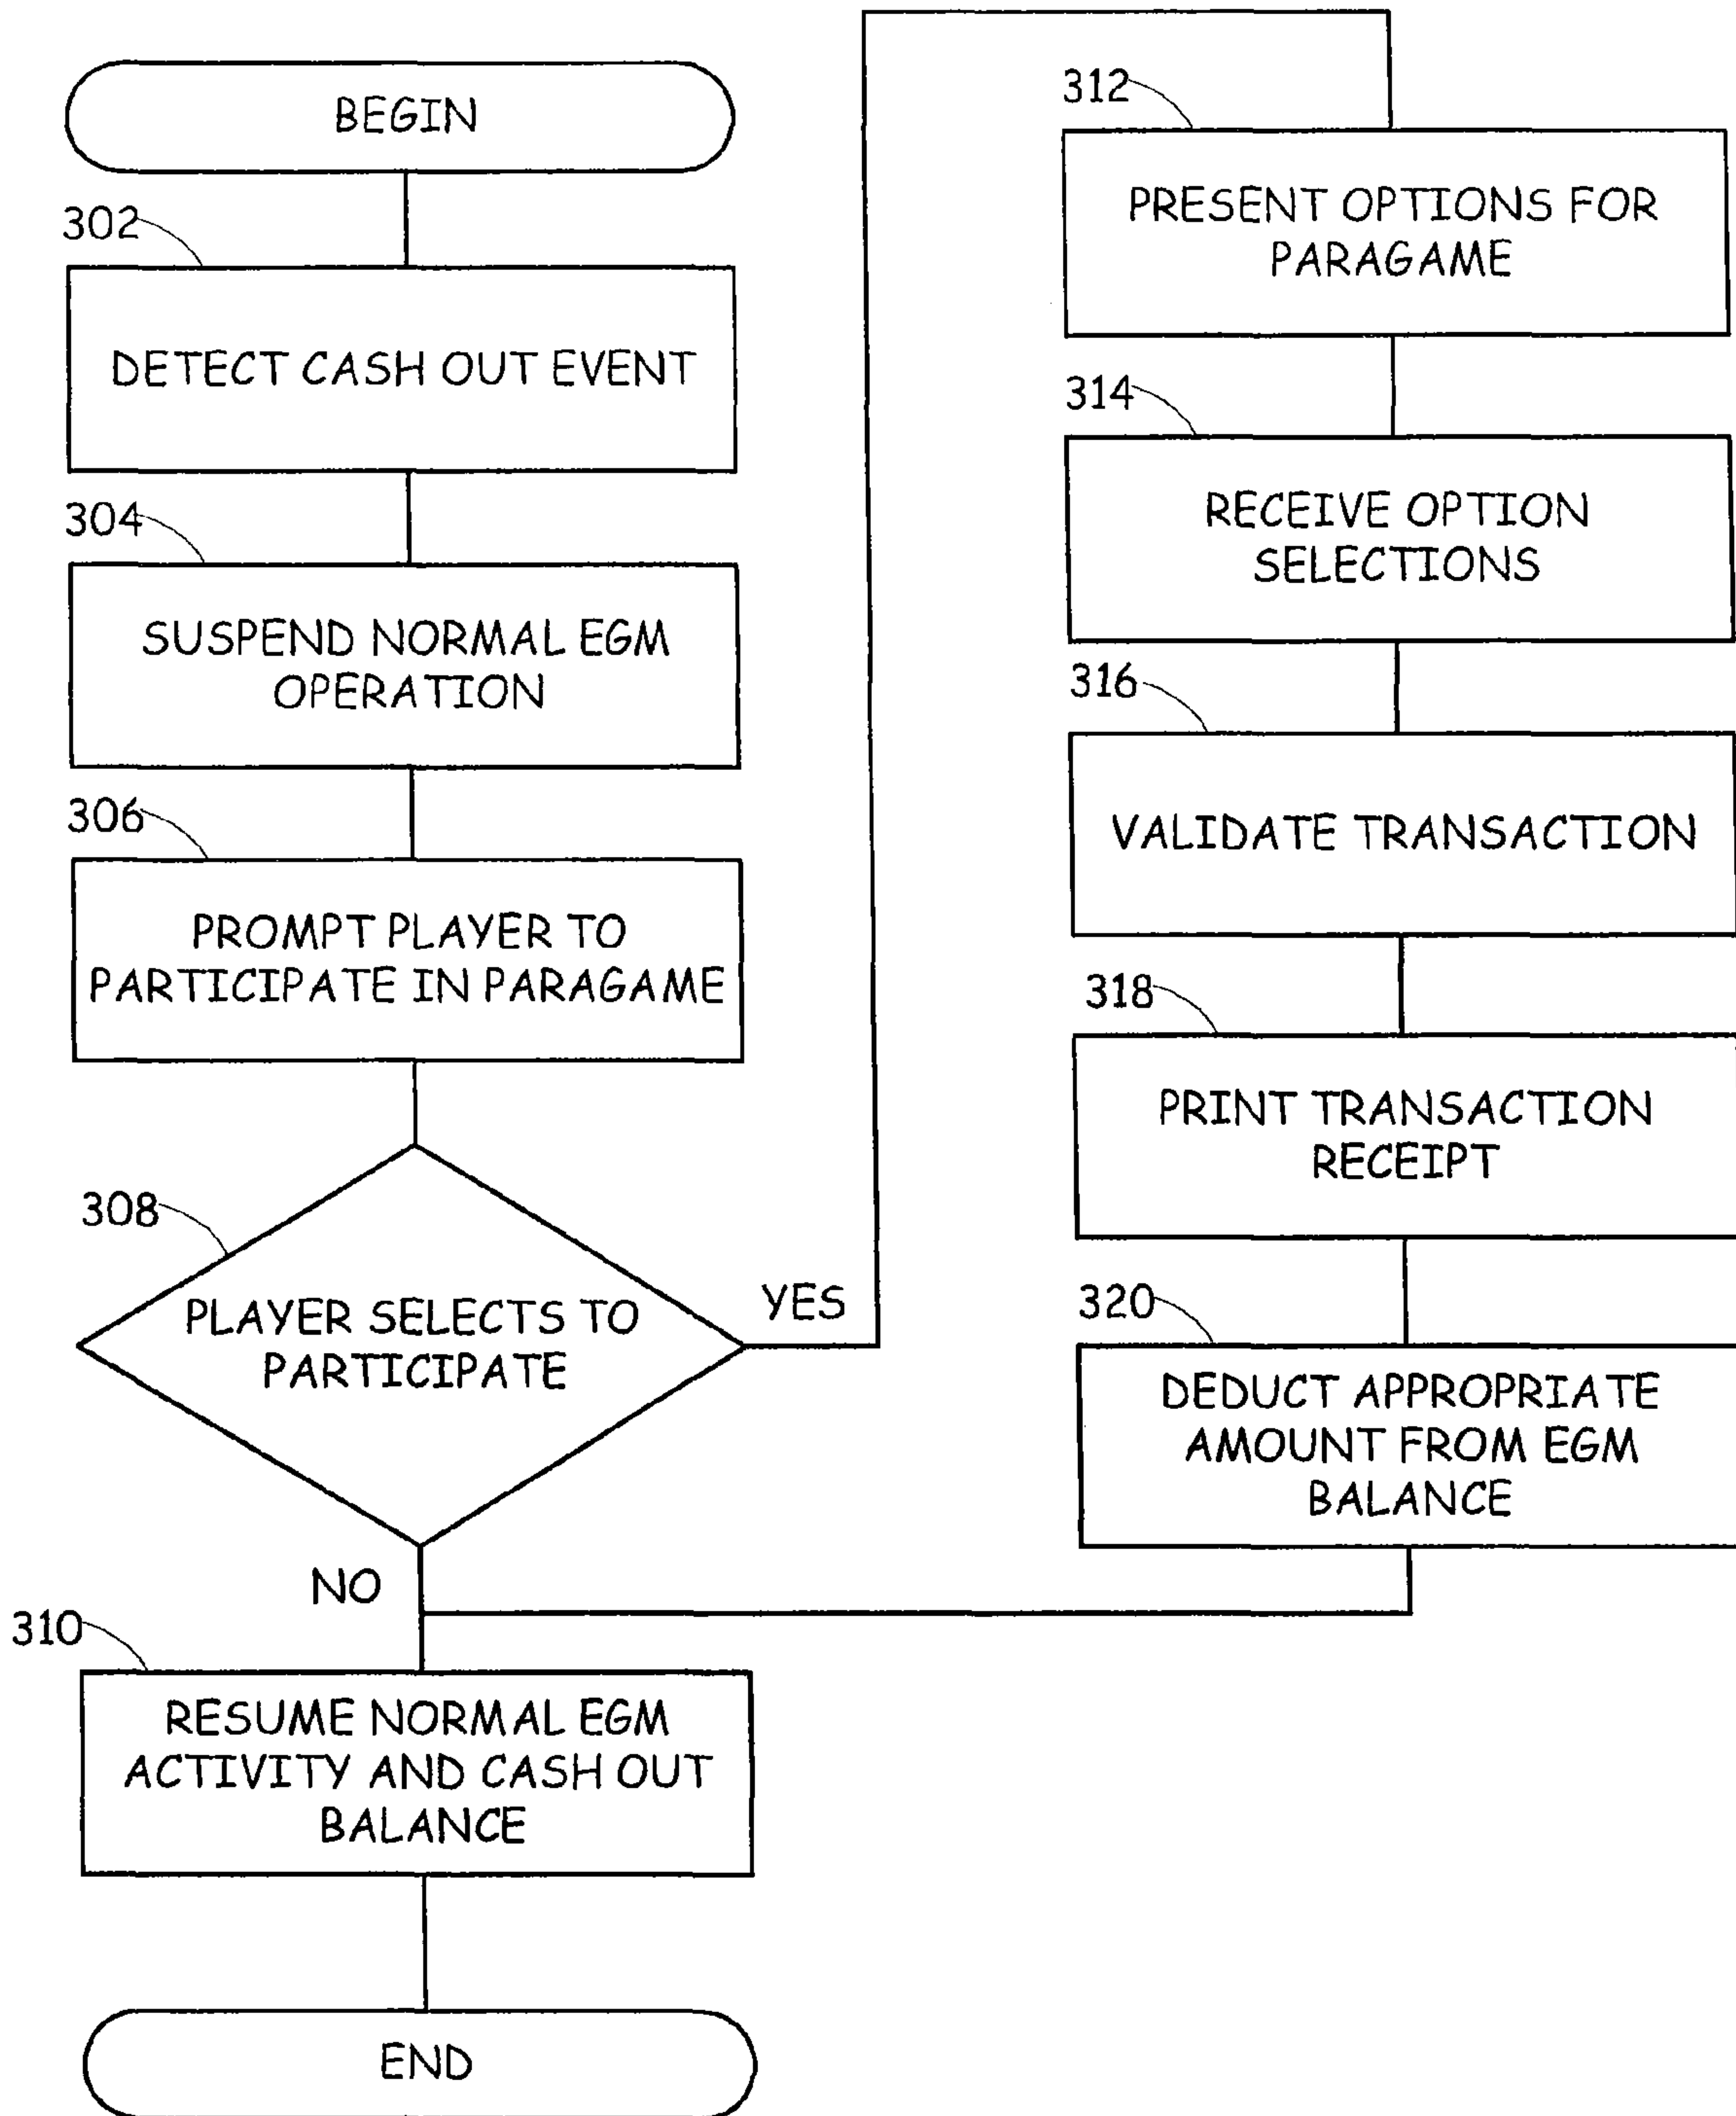 BEGIN
302
DETECT CASH OUT EVENT
304
SUSPEND NORMAL EGM
OPERATION
306
PROMPT PLAYER TO
PARTICIPATE IN PARAGAME
308
PLAYER SELECTS TO
PARTICIPATE
YES
NO
310
RESUME NORMAL EGM
ACTIVITY AND CASH OUT
BALANCE
END
312
PRESENT OPTIONS FOR
PARAGAME
314
RECEIVE OPTION
SELECTIONS
316
VALIDATE TRANSACTION
318
PRINT TRANSACTION
RECEIPT
320
DEDUCT APPROPRIATE
AMOUNT FROM EGM
BALANCE